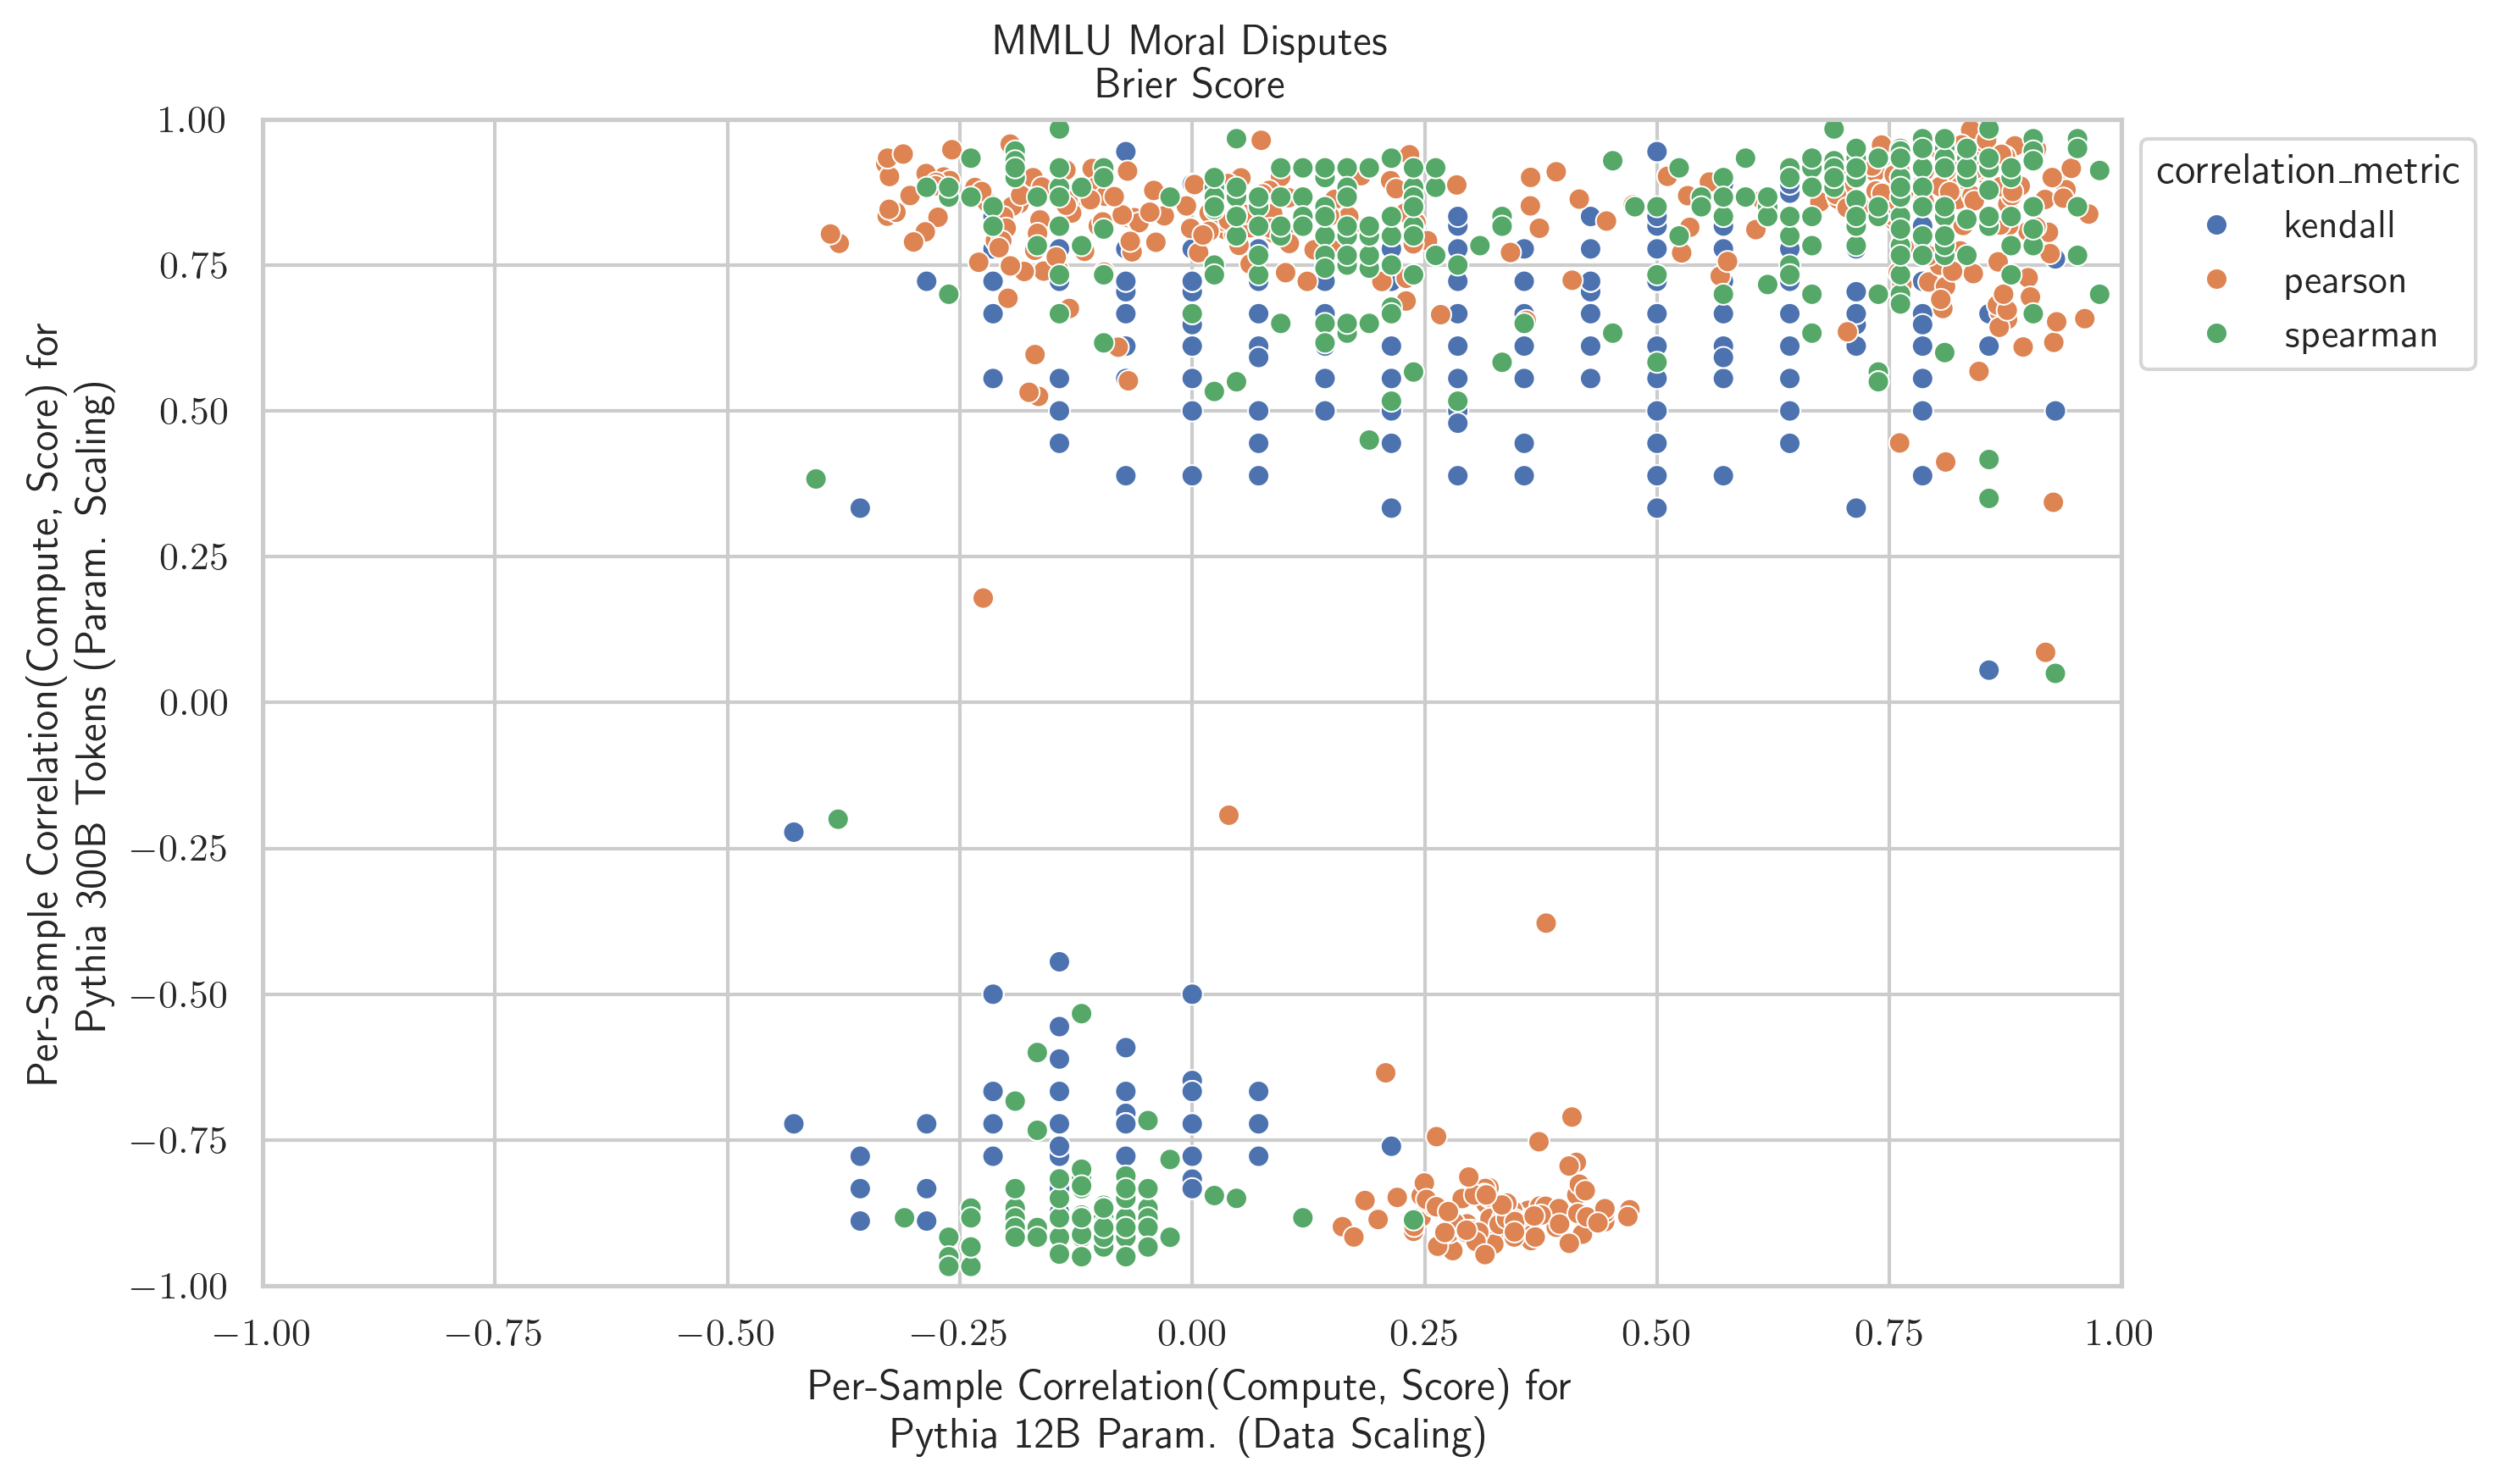 MMLU Moral Disputes
Brier Score
Per-Sample Correlation(Compute, Score) for
Pythia 300B Tokens (Param. Scaling)
1.00
0.75
0.50
0.25
0.00
−0.25
−0.50
−0.75
−1.00
−1.00
−0.75
−0.50
−0.25
0.00
0.25
0.50
0.75
1.00
Per-Sample Correlation(Compute, Score) for
Pythia 12B Param. (Data Scaling)
correlation_metric
kendall
pearson
spearman